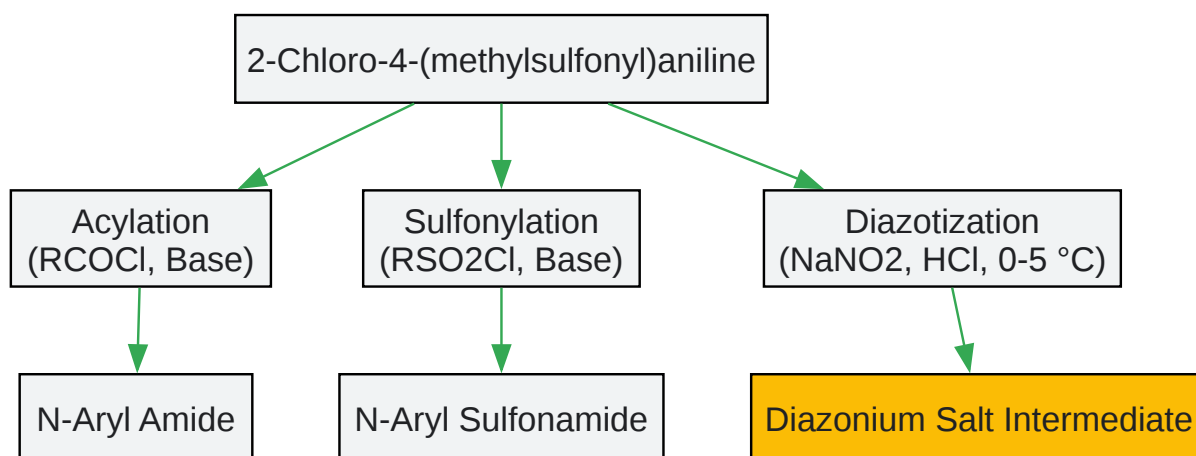 2-Chloro-4-(methylsulfonyl)aniline
Acylation
(RCOCl, Base)
Sulfonylation
(RSO2Cl, Base)
Diazotization
(NaNO2, HCl, 0-5 °C)
N-Aryl Amide
N-Aryl Sulfonamide
Diazonium Salt Intermediate